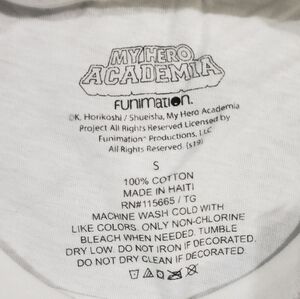 MY HERO
ACADEMIA
FUNIMATION.
©K. Horikoshi / Shueisha, My Hero Academia
Project All Rights Reserved Licensed by
Funimation® Productions, LLC
All Rights Reserved. (s19)
S
100% COTTON
MADE IN HAITI
RN#115665 / TG
MACHINE WASH COLD WITH
LIKE COLORS. ONLY NON-CHLORINE
BLEACH WHEN NEEDED. TUMBLE
DRY LOW. DO NOT IRON IF DECORATED.
DO NOT DRY CLEAN IF DECORATED.